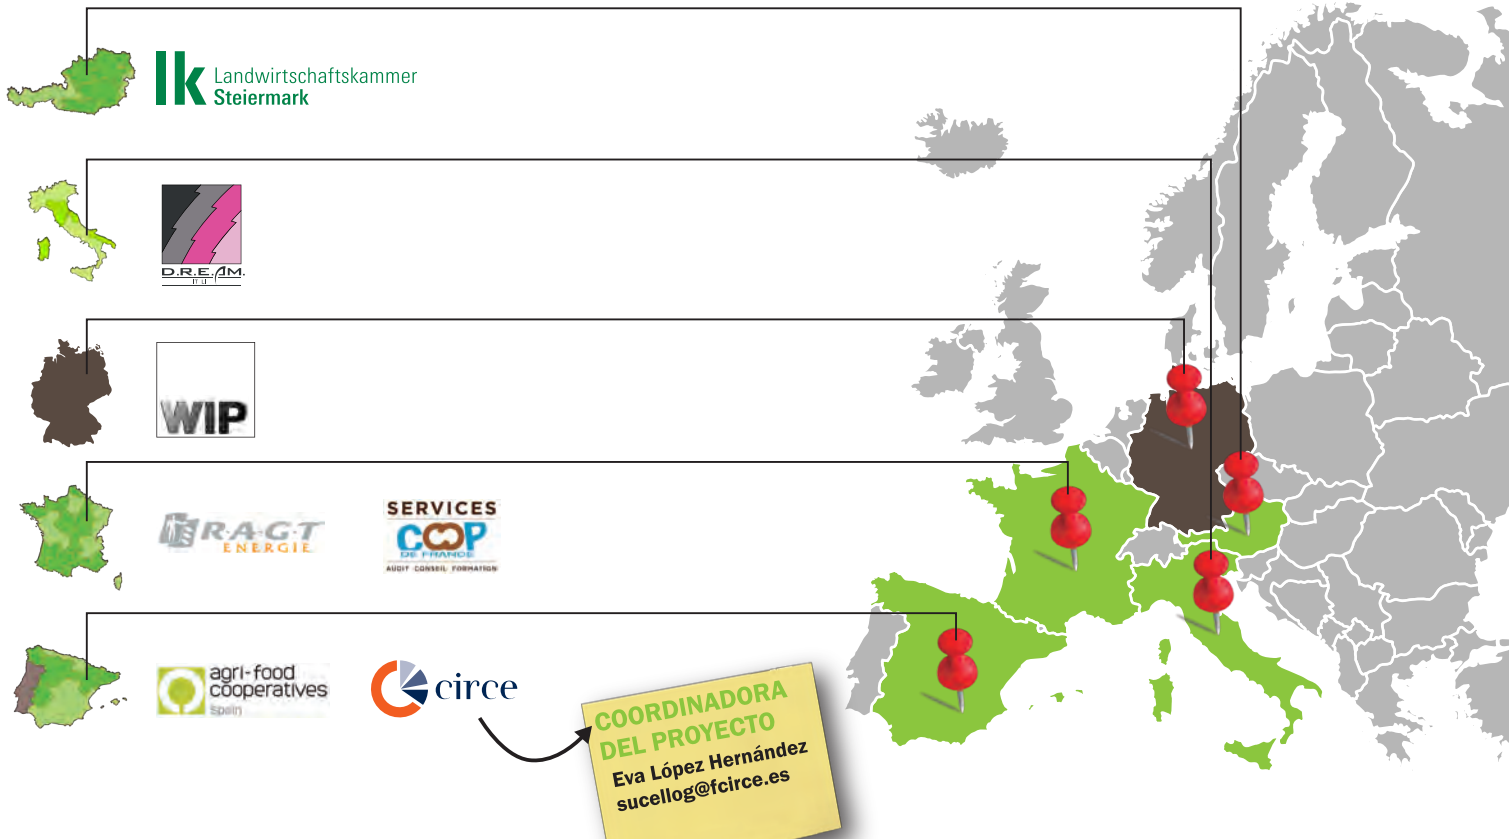 lk Landwirtschaftskammer
Steiermark
D.R.E.AM.
WIP
R·A·G·T
ENERGIE
SERVICES
COOP
DE FRANCE
AUDIT CONSEIL FORMATION
agri-food
cooperatives
Spain
circe
COORDINADORA
DEL PROYECTO
Eva López Hernández
sucellog@fcirce.es